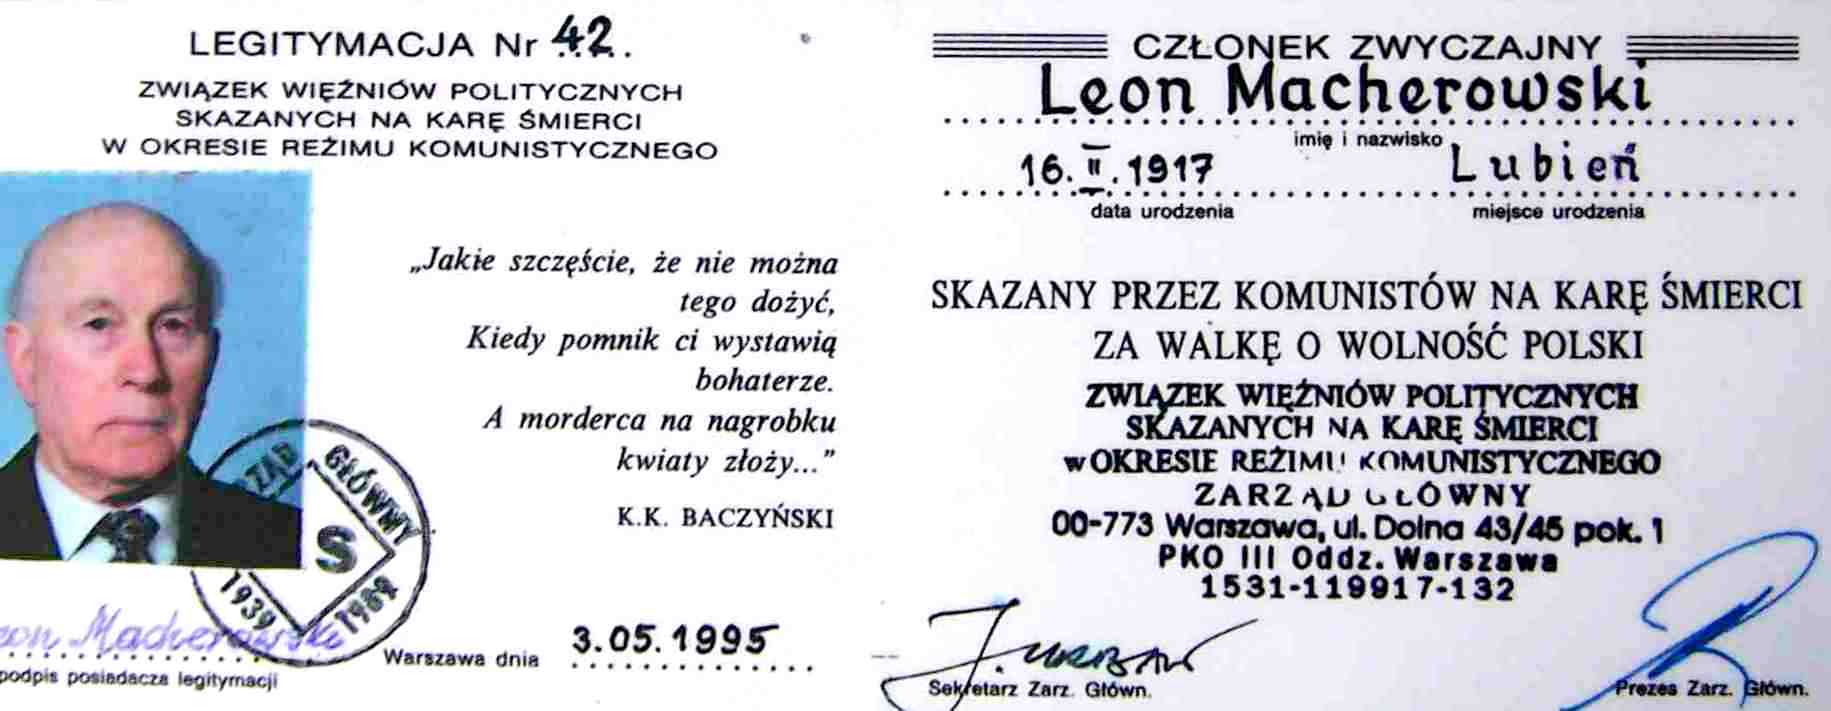 LEGITYMACJA Nr 42.
ZWIĄZEK WIĘŹNIÓW POLITYCZNYCH
SKAZANYCH NA KARĘ ŚMIERCI
W OKRESIE REŻIMU KOMUNISTYCZNEGO
„Jakie szczęście, że nie można
tego dożyć,
Kiedy pomnik ci wystawią
bohaterze.
A morderca na nagrobku
kwiaty złoży...”
K.K. BACZYŃSKI
GŁÓWNY
S
1939
1989
Leon Macherowski
podpis posiadacza legitymacji
Warszawa dnia 3.05.1995
CZŁONEK ZWYCZAJNY
Leon Macherowski
imię i nazwisko
16.II.1917 Lubień
data urodzenia miejsce urodzenia
SKAZANY PRZEZ KOMUNISTÓW NA KARĘ ŚMIERCI
ZA WALKĘ O WOLNOŚĆ POLSKI
ZWIĄZEK WIĘŹNIÓW POLITYCZNYCH
SKAZANYCH NA KARĘ ŚMIERCI
w OKRESIE REŻIMU KOMUNISTYCZNEGO
ZARZĄD GŁÓWNY
00-773 Warszawa, ul. Dolna 43/45 pok. 1
PKO III Oddz. Warszawa
1531-119917-132
Sekretarz Zarz. Główn. Prezes Zarz. Główn.